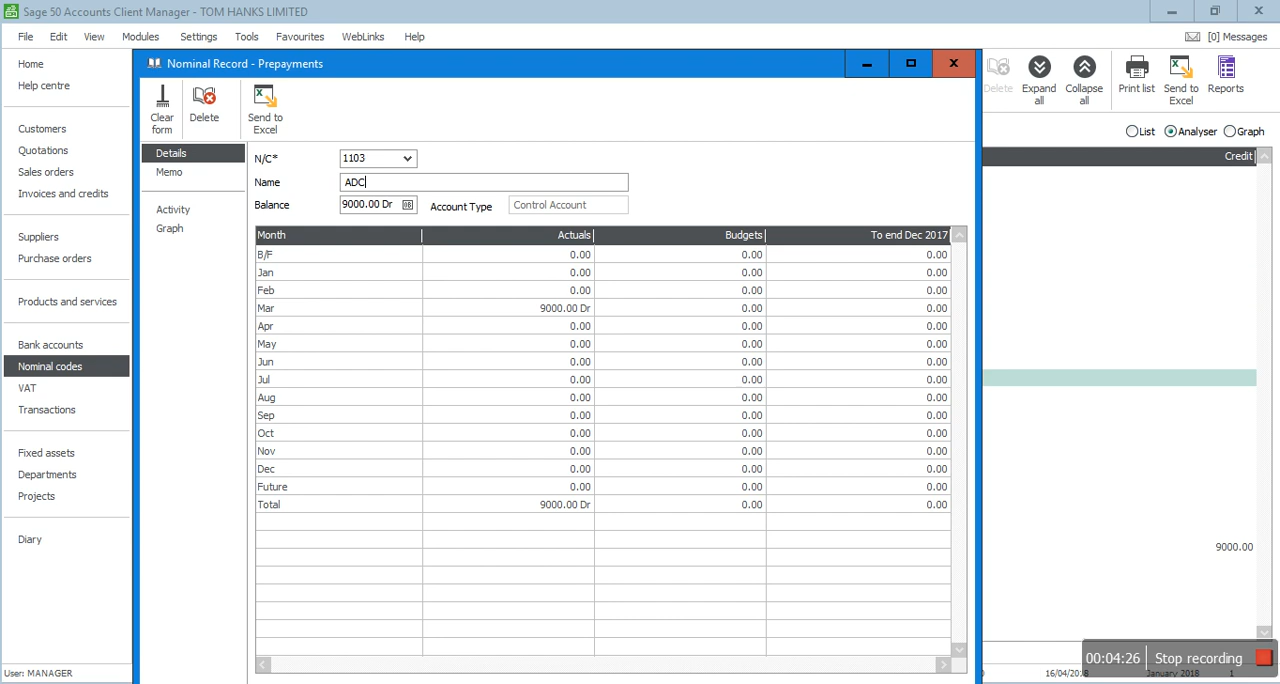 Sage 50 Accounts Client Manager - TOM HANKS LIMITED
File Edit View Modules Settings Tools Favourites WebLinks Help
[0] Messages
Home
Help centre
Customers
Quotations
Sales orders
Invoices and credits
Suppliers
Purchase orders
Products and services
Bank accounts
Nominal codes
VAT
Transactions
Fixed assets
Departments
Projects
Diary
User: MANAGER
Nominal Record - Prepayments
Clear form
Delete
Send to Excel
Details
Memo
Activity
Graph
N/C* 1103
Name ADC
Balance 9000.00 Dr Account Type Control Account
Month Actuals Budgets To end Dec 2017
B/F 0.00 0.00 0.00
Jan 0.00 0.00 0.00
Feb 0.00 0.00 0.00
Mar 9000.00 Dr 0.00 0.00
Apr 0.00 0.00 0.00
May 0.00 0.00 0.00
Jun 0.00 0.00 0.00
Jul 0.00 0.00 0.00
Aug 0.00 0.00 0.00
Sep 0.00 0.00 0.00
Oct 0.00 0.00 0.00
Nov 0.00 0.00 0.00
Dec 0.00 0.00 0.00
Future 0.00 0.00 0.00
Total 9000.00 Dr 0.00 0.00
Delete
Expand all
Collapse all
Print list
Send to Excel
Reports
List Analyser Graph
Credit
9000.00
00:04:26 Stop recording
January 2018 1